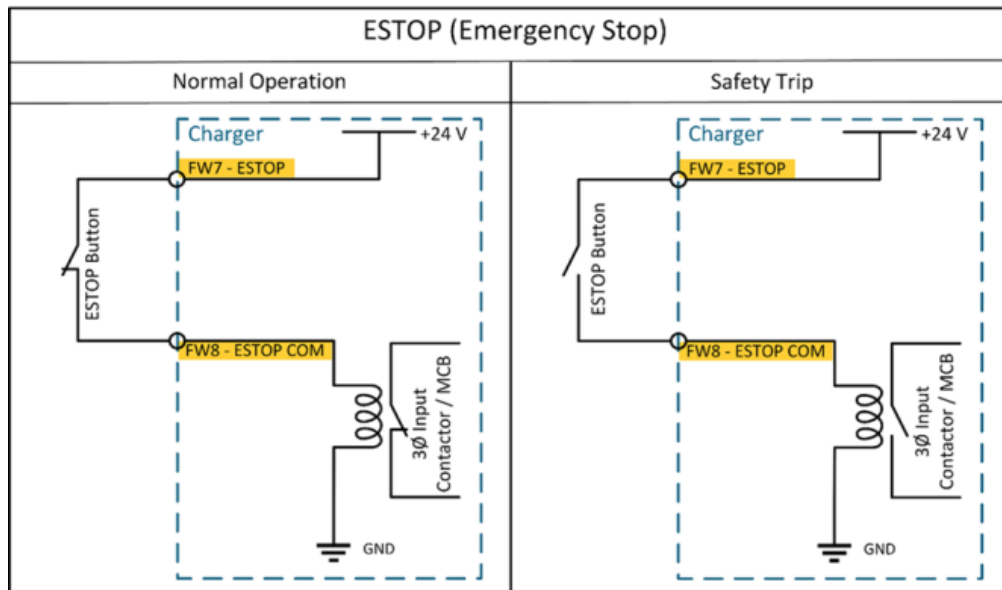 ESTOP (Emergency Stop)
Normal Operation
Charger
+24 V
FW7 - ESTOP
ESTOP Button
FW8 - ESTOP COM
3Ø Input
Contactor / MCB
GND
Safety Trip
Charger
+24 V
FW7 - ESTOP
ESTOP Button
FW8 - ESTOP COM
3Ø Input
Contactor / MCB
GND